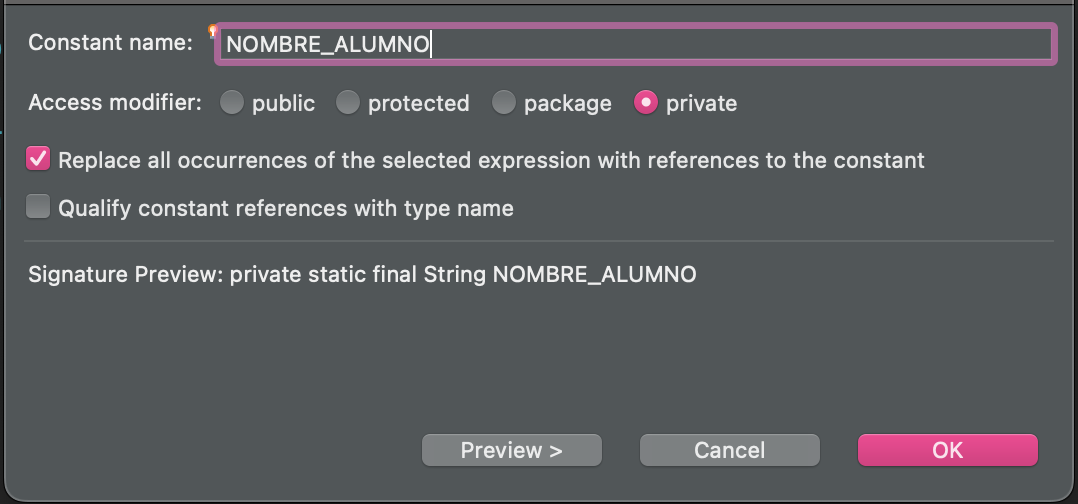 Constant name: NOMBRE_ALUMNO
Access modifier: public protected package private
Replace all occurrences of the selected expression with references to the constant
Qualify constant references with type name
Signature Preview: private static final String NOMBRE_ALUMNO
Preview > Cancel OK